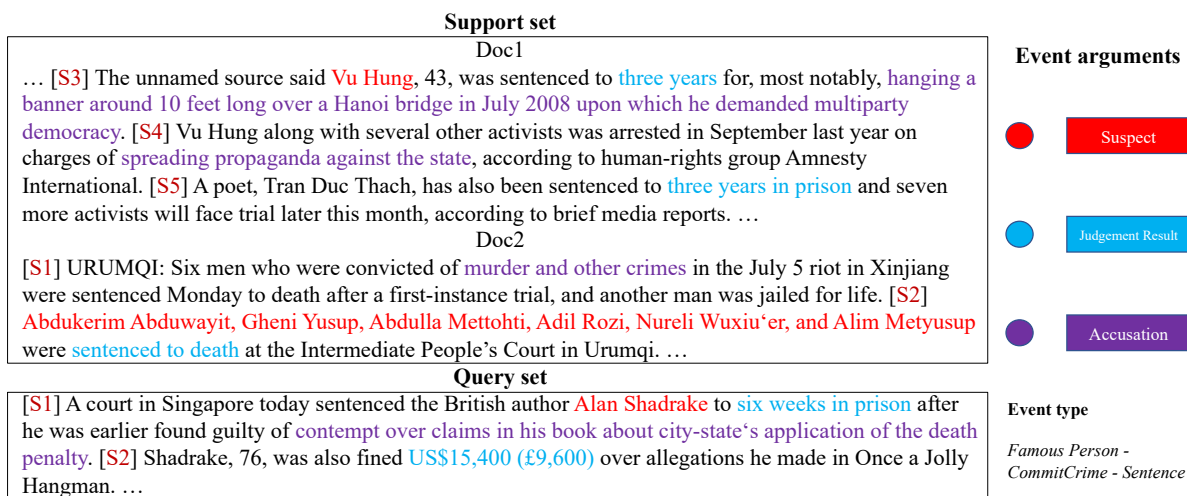 Support set
Doc1
… [S3] The unnamed source said Vu Hung, 43, was sentenced to three years for, most notably, hanging a
banner around 10 feet long over a Hanoi bridge in July 2008 upon which he demanded multiparty
democracy. [S4] Vu Hung along with several other activists was arrested in September last year on
charges of spreading propaganda against the state, according to human-rights group Amnesty
International. [S5] A poet, Tran Duc Thach, has also been sentenced to three years in prison and seven
more activists will face trial later this month, according to brief media reports. …
Doc2
[S1] URUMQI: Six men who were convicted of murder and other crimes in the July 5 riot in Xinjiang
were sentenced Monday to death after a first-instance trial, and another man was jailed for life. [S2]
Abdukerim Abduwayit, Gheni Yusup, Abdulla Mettohti, Adil Rozi, Nureli Wuxiu‘er, and Alim Metyusup
were sentenced to death at the Intermediate People’s Court in Urumqi. …
Query set
[S1] A court in Singapore today sentenced the British author Alan Shadrake to six weeks in prison after
he was earlier found guilty of contempt over claims in his book about city-state‘s application of the death
penalty. [S2] Shadrake, 76, was also fined US$15,400 (£9,600) over allegations he made in Once a Jolly
Hangman. …
Event arguments
Suspect
Judgement Result
Accusation
Event type
Famous Person -
CommitCrime - Sentence